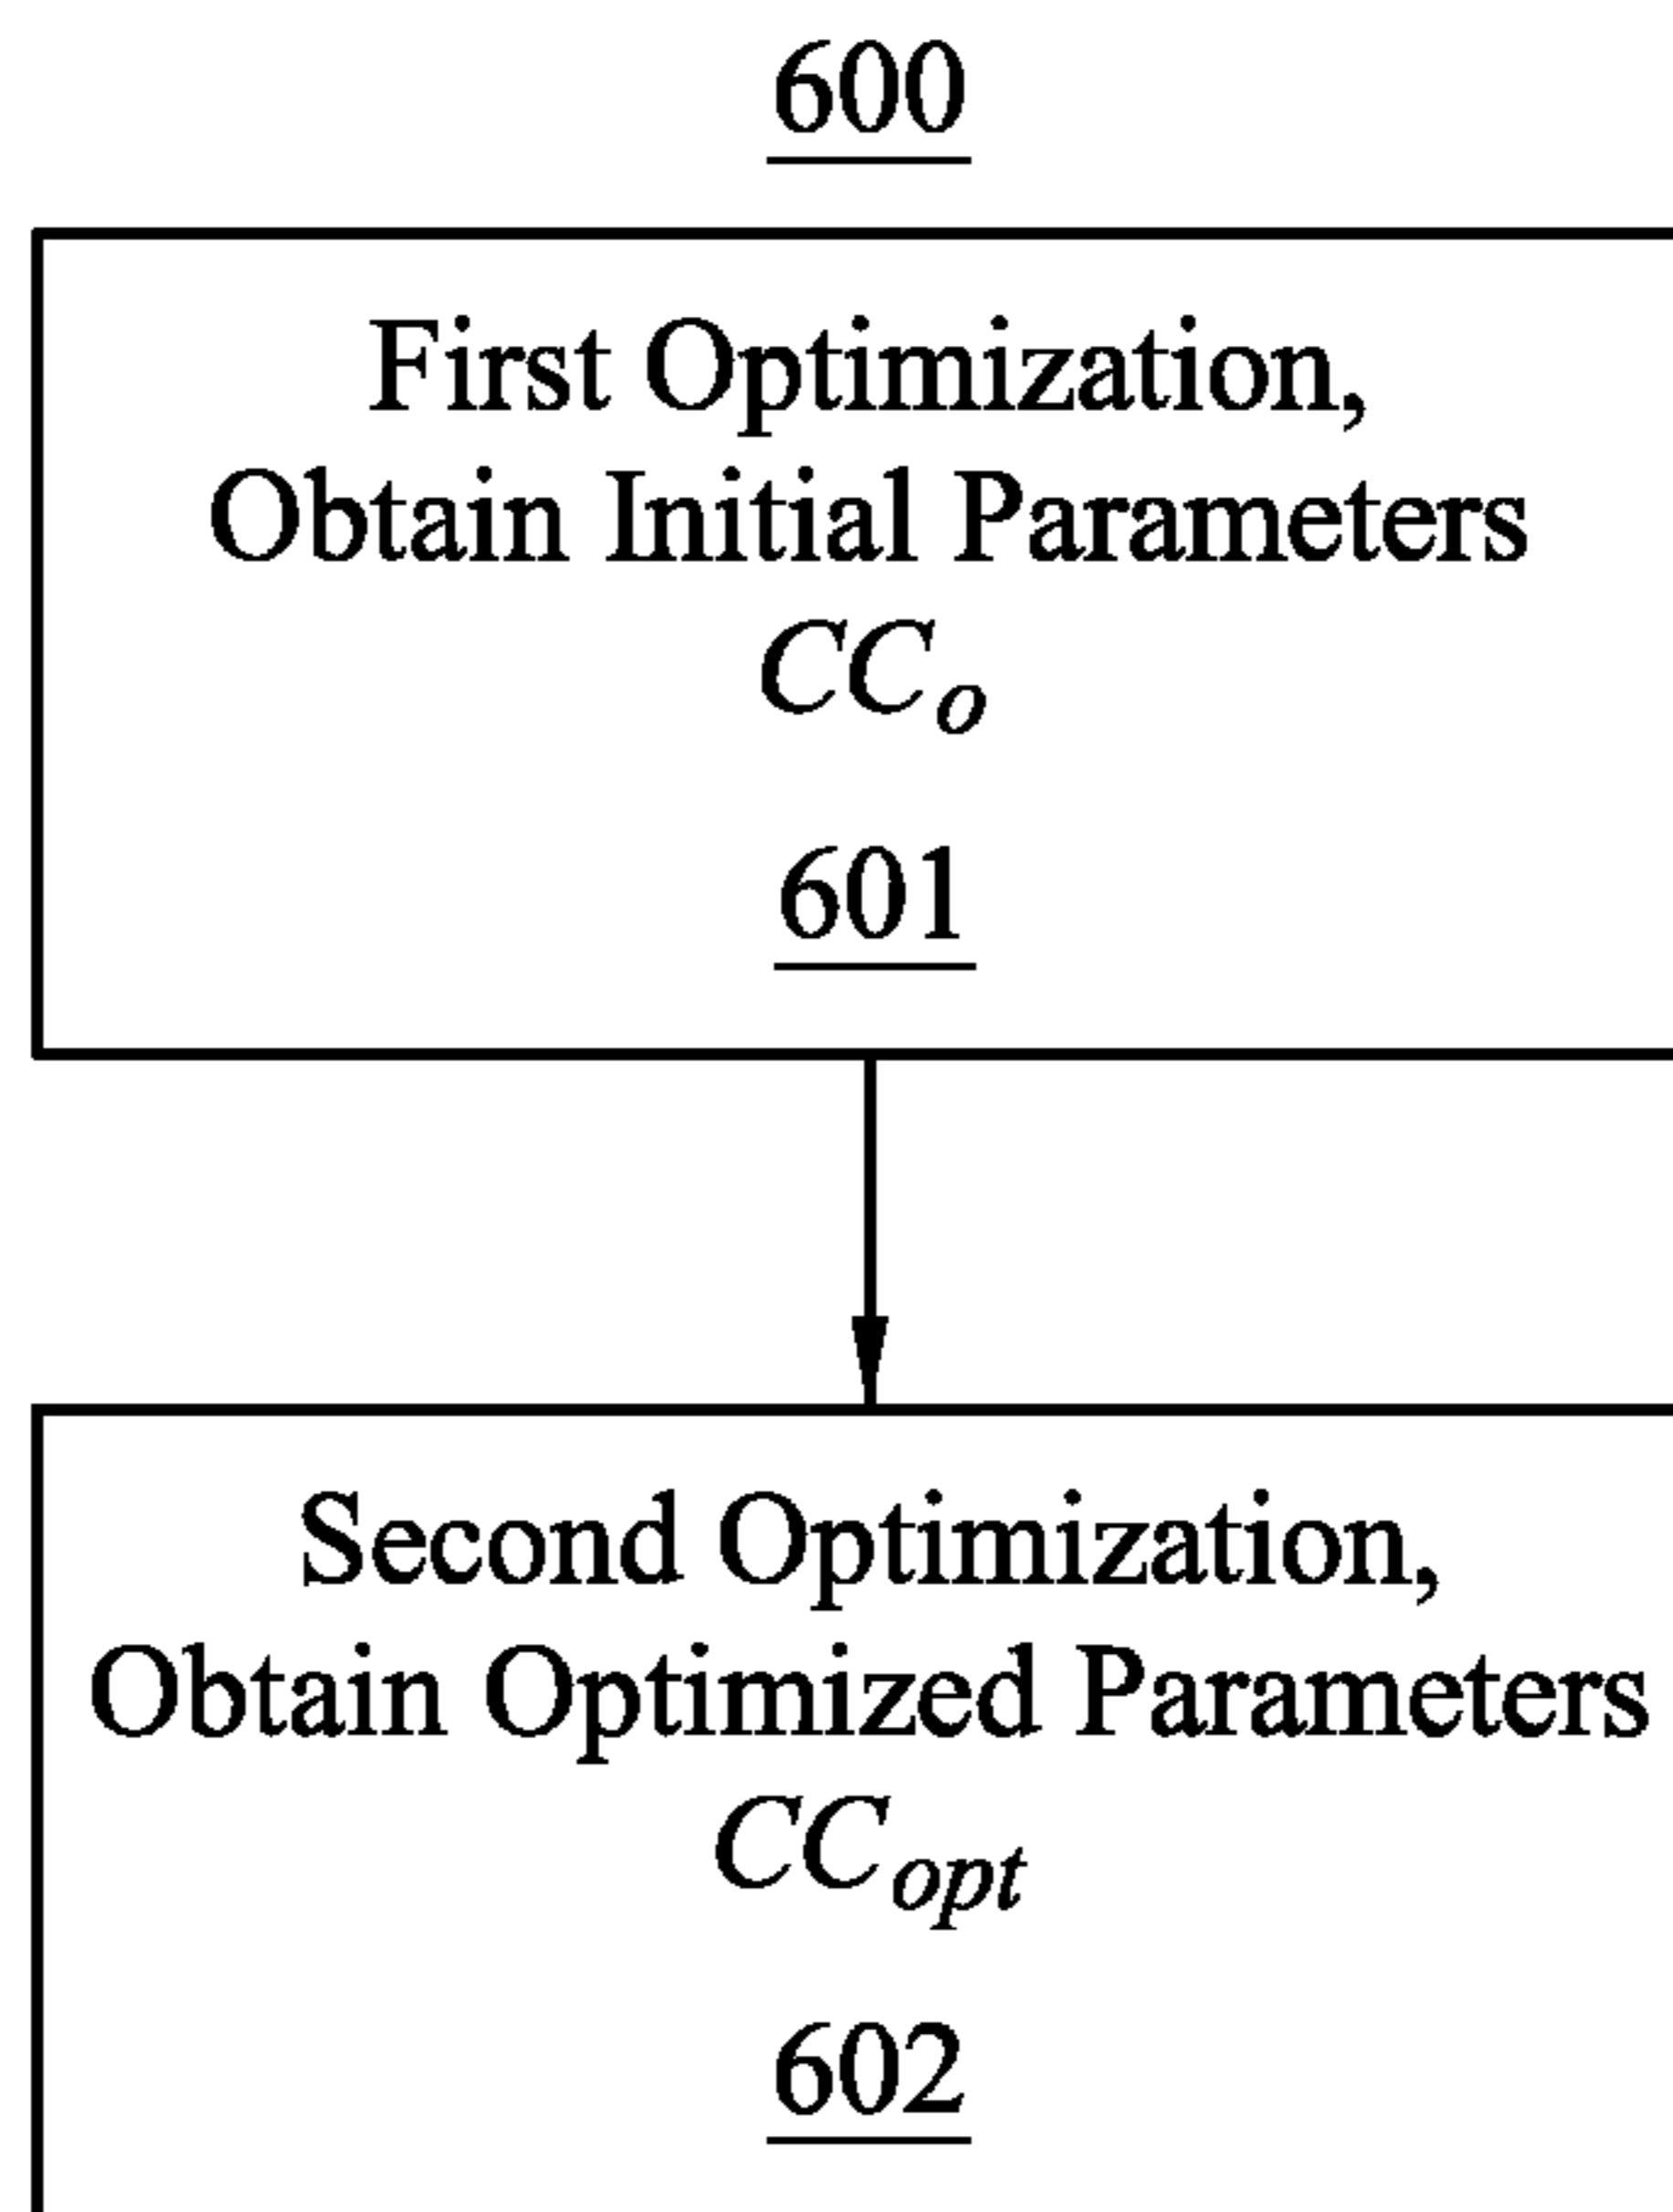 600
First Optimization,
Obtain Initial Parameters
CCo
601
Second Optimization,
Obtain Optimized Parameters
CCopt
602